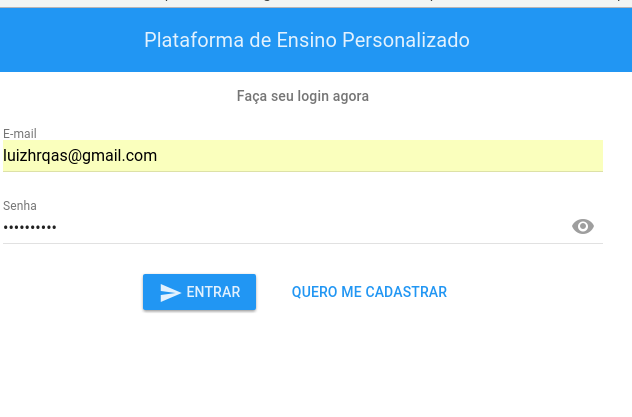 Plataforma de Ensino Personalizado
Faça seu login agora
E-mail
luizhrqas@gmail.com
Senha
••••••••••
ENTRAR QUERO ME CADASTRAR